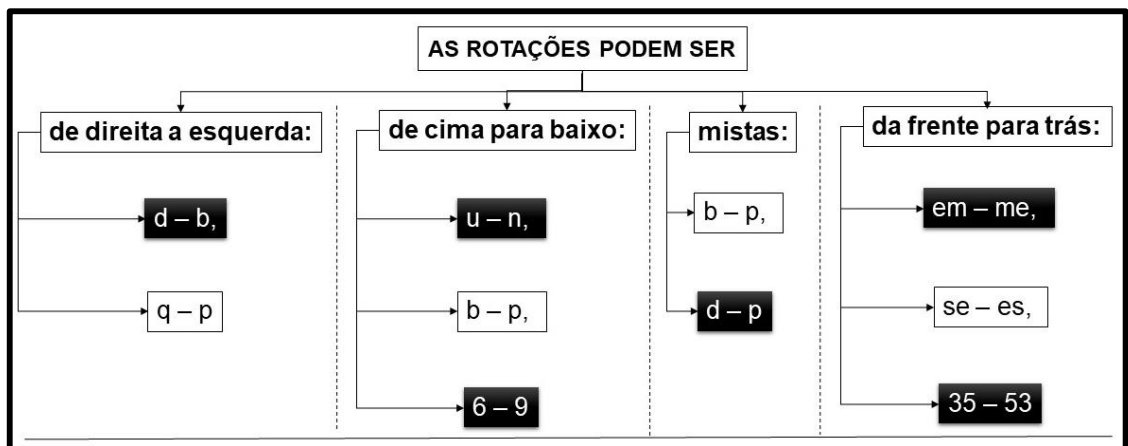 AS ROTAÇÕES PODEM SER
de direita a esquerda:
d – b,
q – p
de cima para baixo:
u – n,
b – p,
6 – 9
mistas:
b – p,
d – p
da frente para trás:
em – me,
se – es,
35 – 53